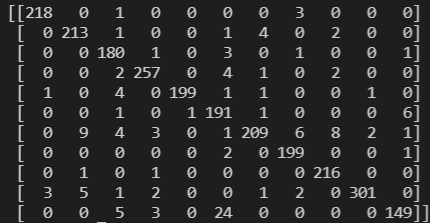 [[218 0 1 0 0 0 0 3 0 0 0]
[ 0 213 1 0 0 1 4 0 2 0 0]
[ 0 0 180 1 0 3 0 1 0 0 1]
[ 0 0 2 257 0 4 1 0 2 0 0]
[ 1 0 4 0 199 1 1 0 0 1 0]
[ 0 0 1 0 1 191 1 0 0 0 6]
[ 0 9 4 3 0 1 209 6 8 2 1]
[ 0 0 0 0 0 2 0 199 0 0 1]
[ 0 1 0 1 0 0 0 0 216 0 0]
[ 3 5 1 2 0 0 1 2 0 301 0]
[ 0 0 5 3 0 24 0 0 0 0 149]]